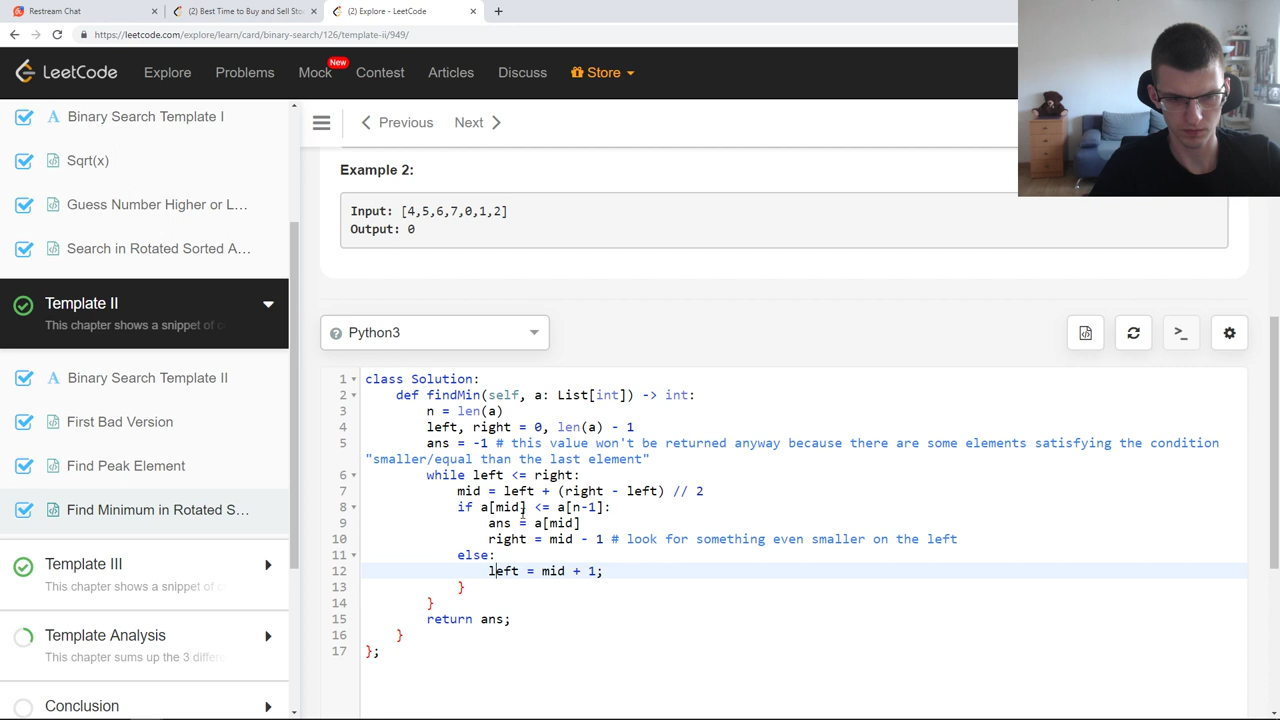 Restream Chat
(2) Best Time to Buy and Sell Sto
(2) Explore - LeetCode
https://leetcode.com/explore/learn/card/binary-search/126/template-ii/949/
LeetCode
Explore
Problems
Mock
New
Contest
Articles
Discuss
Store
A Binary Search Template I
Sqrt(x)
Guess Number Higher or L...
Search in Rotated Sorted A...
Template II
This chapter shows a snippet of c
A Binary Search Template II
First Bad Version
Find Peak Element
Find Minimum in Rotated S...
Template III
This chapter shows a snippet of c
Template Analysis
This chapter sums up the 3 differe
Conclusion
Previous
Next
Example 2:
Input: [4,5,6,7,0,1,2]
Output: 0
Python3
1 class Solution:
2 def findMin(self, a: List[int]) -> int:
3 n = len(a)
4 left, right = 0, len(a) - 1
5 ans = -1 # this value won't be returned anyway because there are some elements satisfying the condition
"smaller/equal than the last element"
6 while left <= right:
7 mid = left + (right - left) // 2
8 if a[mid] <= a[n-1]:
9 ans = a[mid]
10 right = mid - 1 # look for something even smaller on the left
11 else:
12 left = mid + 1;
13 }
14 }
15 return ans;
16 }
17 };